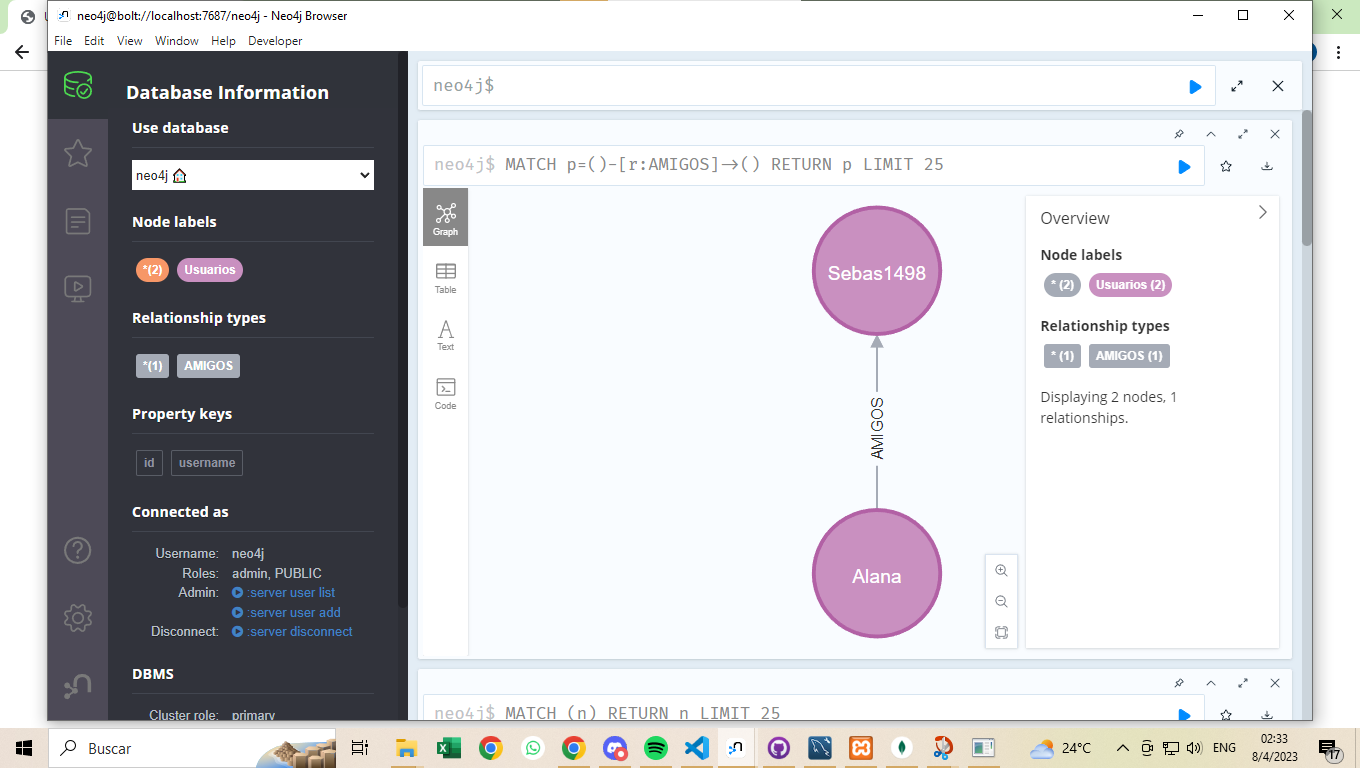 neo4j@bolt://localhost:7687/neo4j - Neo4j Browser
File Edit View Window Help Developer
Database Information
Use database
neo4j
Node labels
*(2) Usuarios
Relationship types
*(1) AMIGOS
Property keys
id username
Connected as
Username: neo4j
Roles: admin, PUBLIC
Admin: :server user list
:server user add
Disconnect: :server disconnect
DBMS
Cluster role: primary
neo4j$
neo4j$ MATCH p=()-[r:AMIGOS]->() RETURN p LIMIT 25
Graph
Table
Text
Code
Sebas1498
AMIGOS
Alana
Overview
Node labels
* (2) Usuarios (2)
Relationship types
* (1) AMIGOS (1)
Displaying 2 nodes, 1
relationships.
neo4j$ MATCH (n) RETURN n LIMIT 25
Buscar
24°C
ENG
02:33
8/4/2023
17